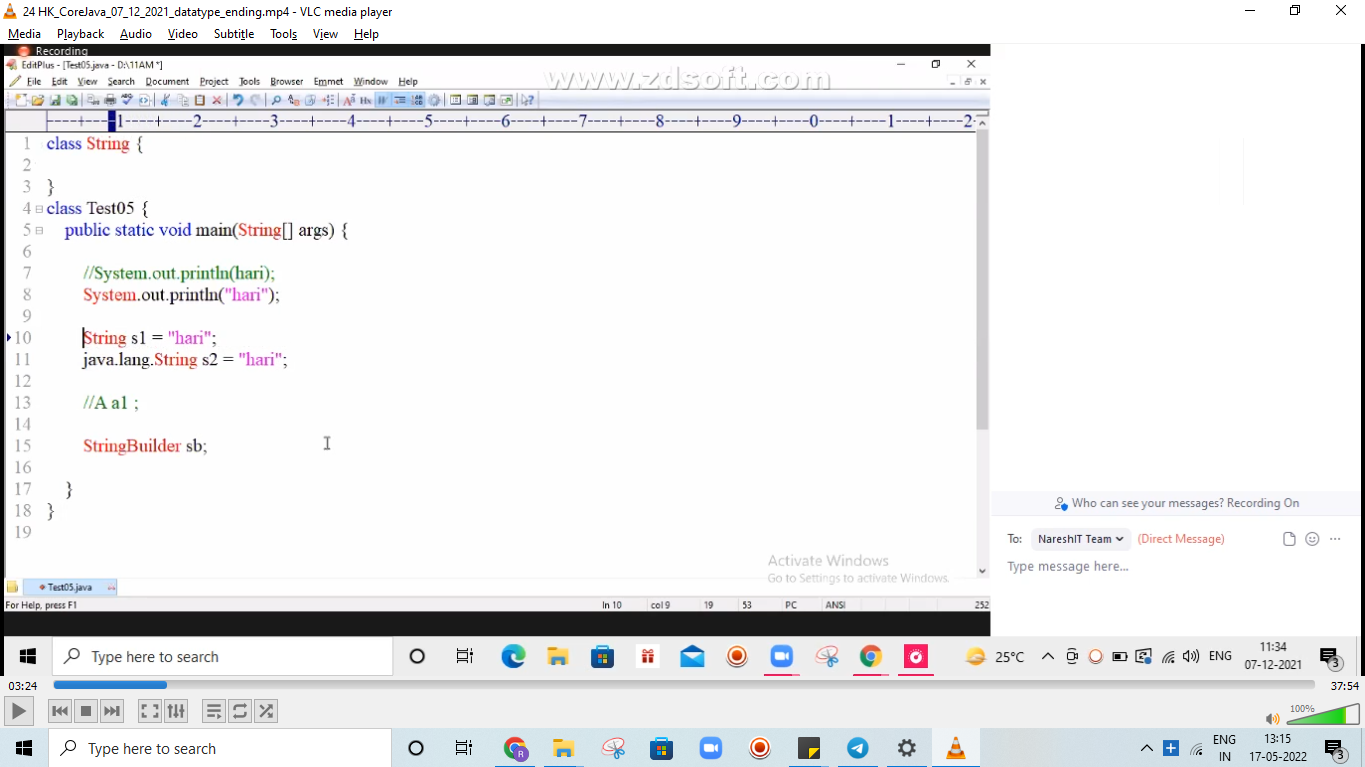 24 HK_CoreJava_07_12_2021_datatype_ending.mp4 - VLC media player
Media Playback Audio Video Subtitle Tools View Help
Recording
EditPlus - [Test05.java - D:\11AM *]
www.zdsoft.com
File Edit View Search Document Project Tools Browser Emmet Window Help
----+----1----+----2----+----3----+----4----+----5----+----6----+----7----+----8----+----9----+----0----+----1----+----2-
1 class String {
2
3 }
4 class Test05 {
5 public static void main(String[] args) {
6
7 //System.out.println(hari);
8 System.out.println("hari");
9
10 String s1 = "hari";
11 java.lang.String s2 = "hari";
12
13 //A a1 ;
14
15 StringBuilder sb;
16
17 }
18 }
19
Who can see your messages? Recording On
To: NareshIT Team (Direct Message)
Type message here...
Activate Windows
Go to Settings to activate Windows.
Test05.java
For Help, press F1 ln 10 col 9 19 53 PC ANSI 252
Type here to search 25°C ENG 11:34 07-12-2021 3
03:24 37:54
100%
Type here to search ENG IN 13:15 17-05-2022 3